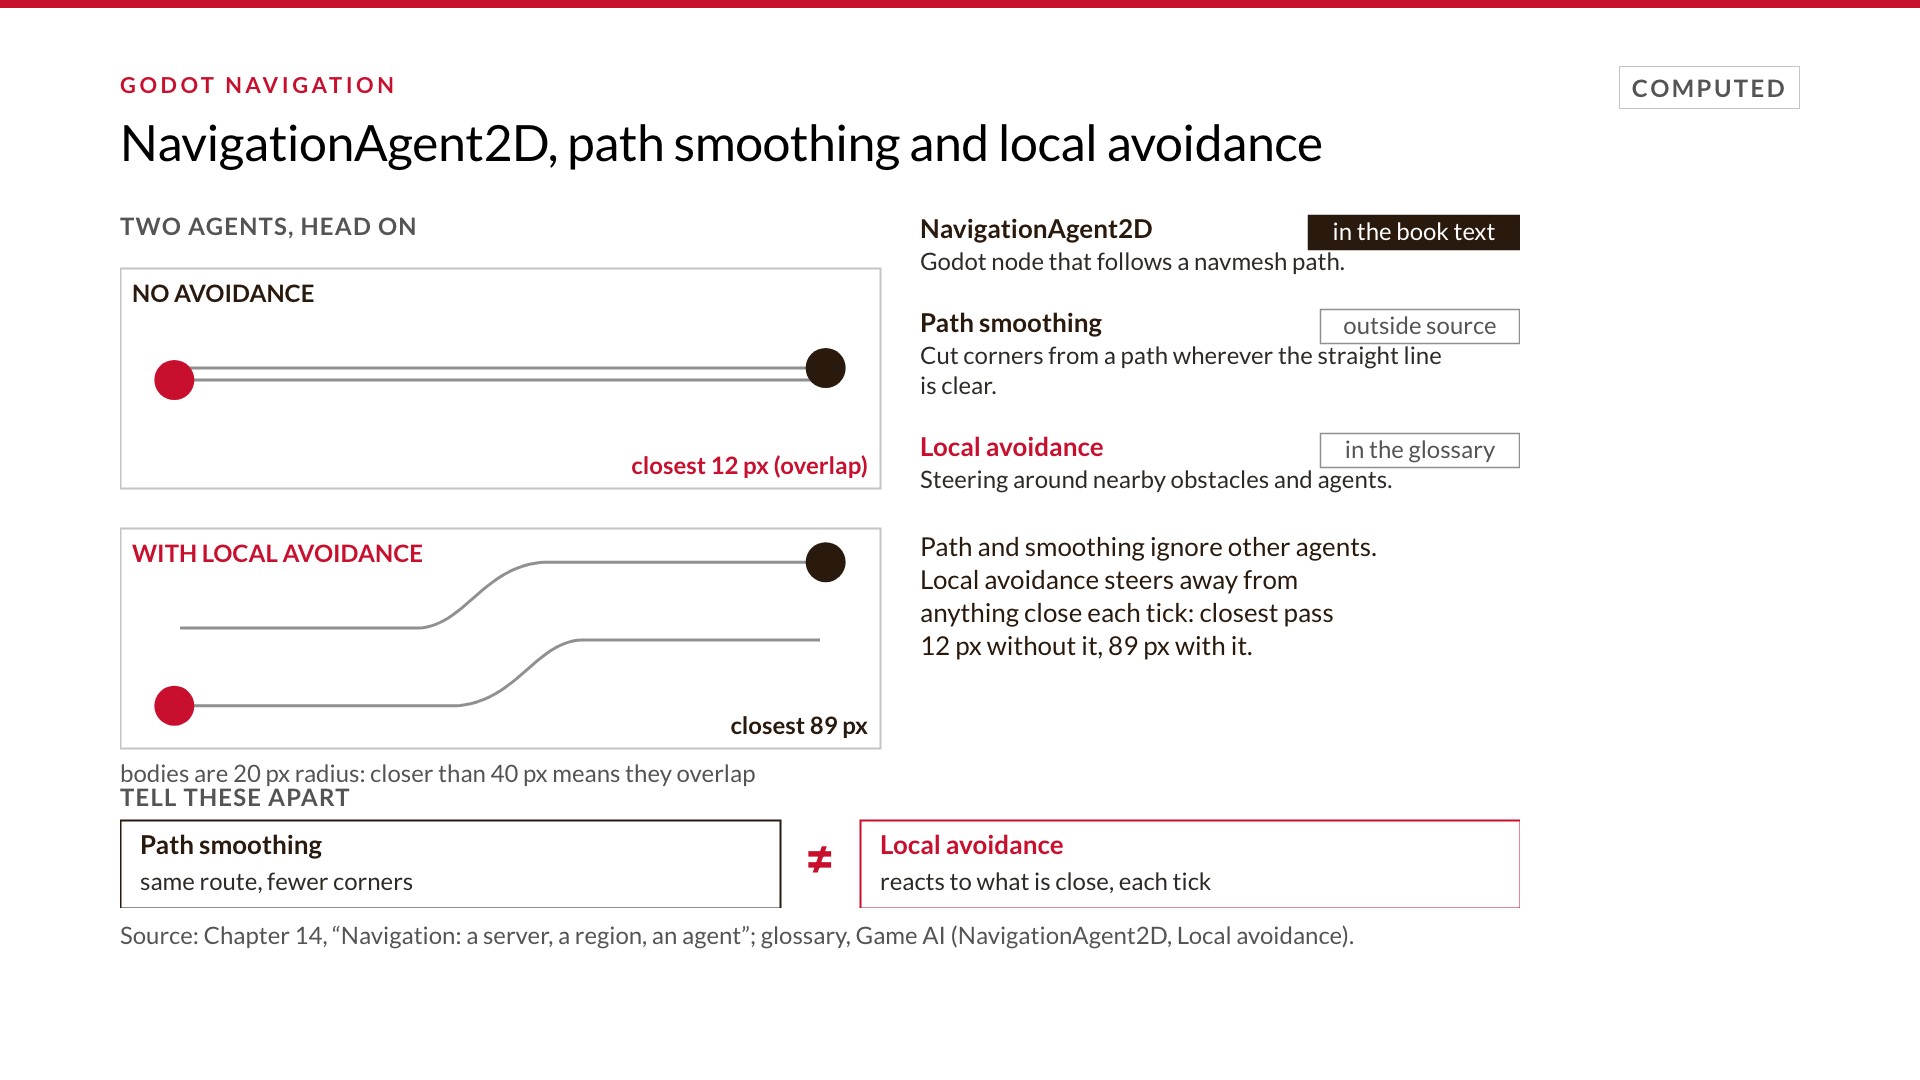 GODOT NAVIGATION
COMPUTED
NavigationAgent2D, path smoothing and local avoidance
TWO AGENTS, HEAD ON
NO AVOIDANCE
closest 12 px (overlap)
WITH LOCAL AVOIDANCE
closest 89 px
bodies are 20 px radius: closer than 40 px means they overlap
NavigationAgent2D
in the book text
Godot node that follows a navmesh path.
Path smoothing
outside source
Cut corners from a path wherever the straight line
is clear.
Local avoidance
in the glossary
Steering around nearby obstacles and agents.
Path and smoothing ignore other agents.
Local avoidance steers away from
anything close each tick: closest pass
12 px without it, 89 px with it.
TELL THESE APART
Path smoothing
same route, fewer corners
≠
Local avoidance
reacts to what is close, each tick
Source: Chapter 14, “Navigation: a server, a region, an agent”; glossary, Game AI (NavigationAgent2D, Local avoidance).